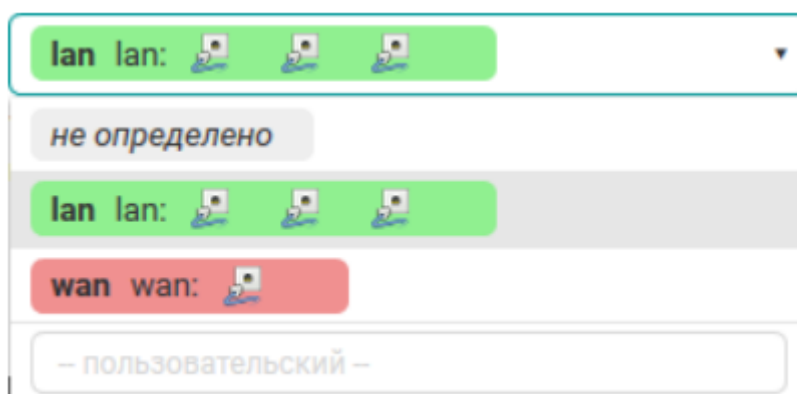 lan lan:
не определено
lan lan:
wan wan:
-- пользовательский --